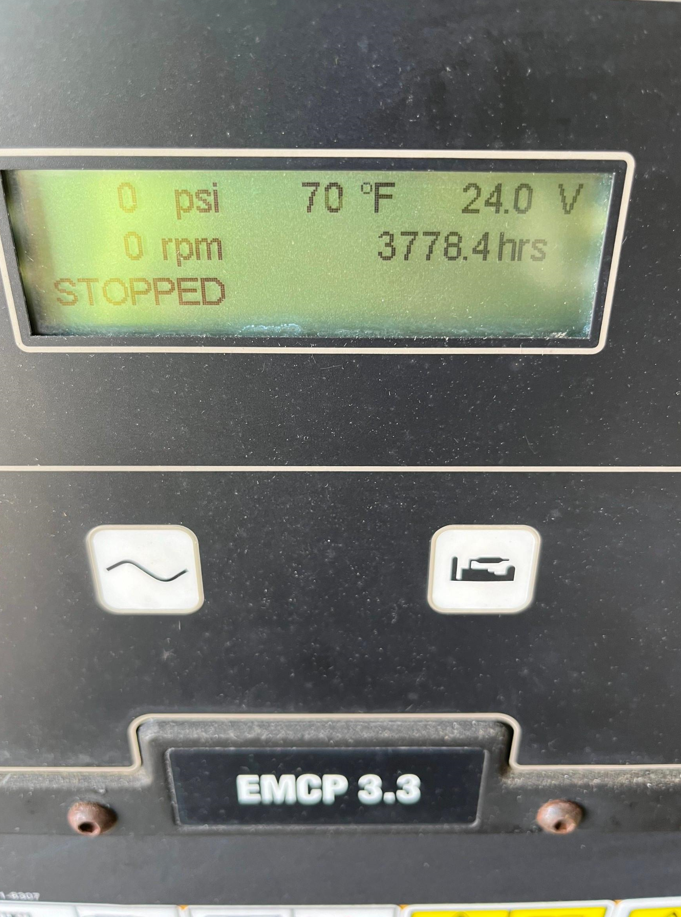 0 psi 70 °F 24.0 V
0 rpm 3778.4 hrs
STOPPED
EMCP 3.3